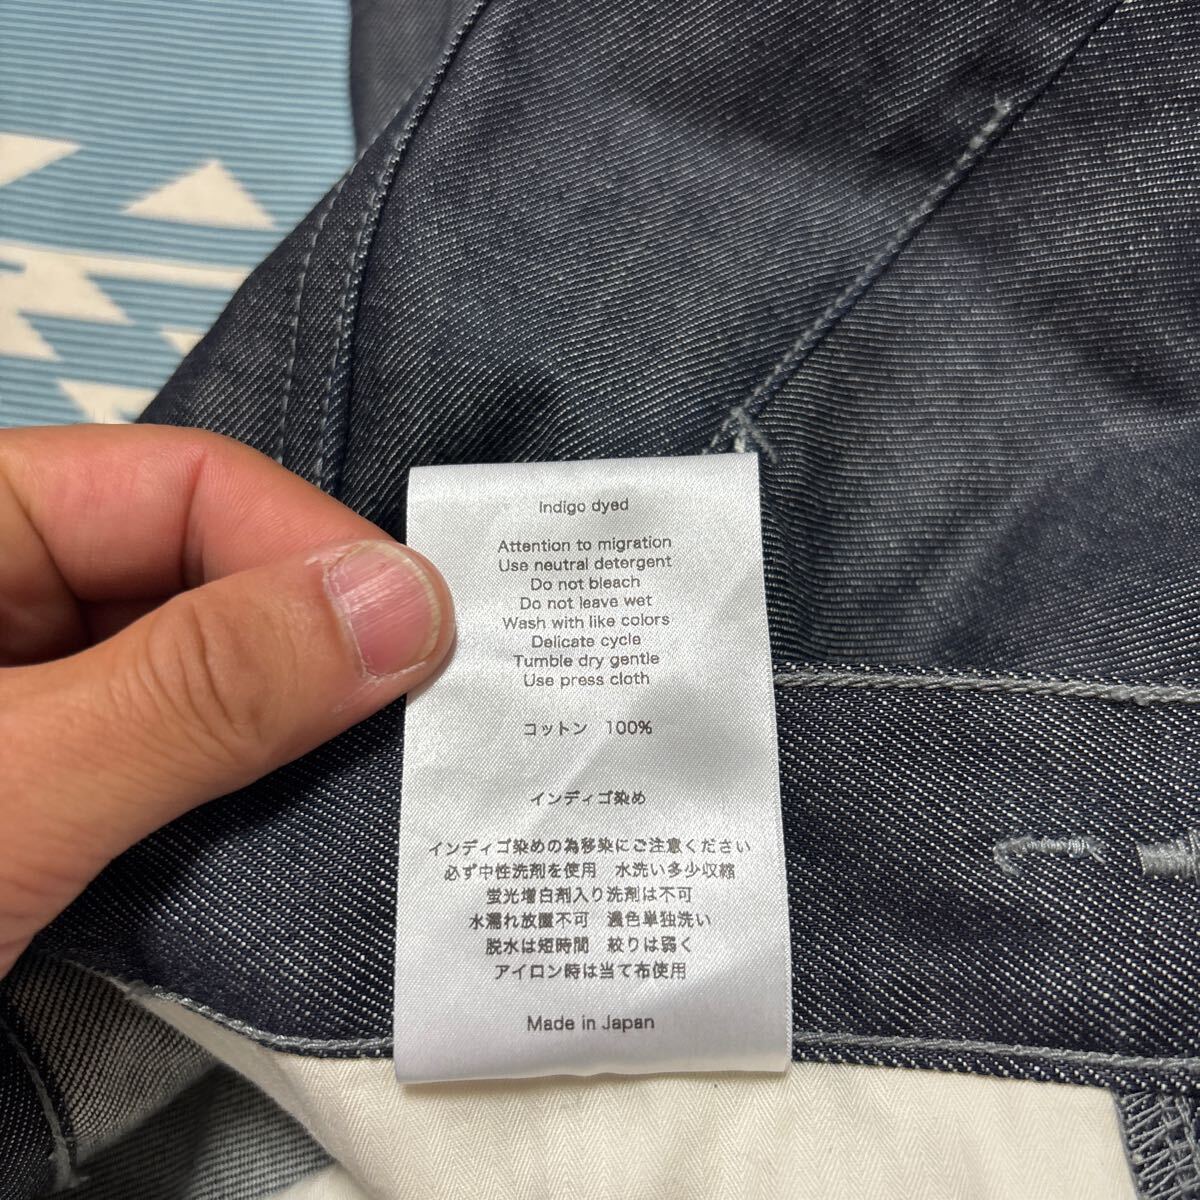 Indigo dyed
Attention to migration
Use neutral detergent
Do not bleach
Do not leave wet
Wash with like colors
Delicate cycle
Tumble dry gentle
Use press cloth
コットン 100%
インディゴ染め
インディゴ染めの為移染にご注意ください
必ず中性洗剤を使用 水洗い多少収縮
蛍光増白剤入り洗剤は不可
水濡れ放置不可 濃色単独洗い
脱水は短時間 絞りは弱く
アイロン時は当て布使用
Made in Japan